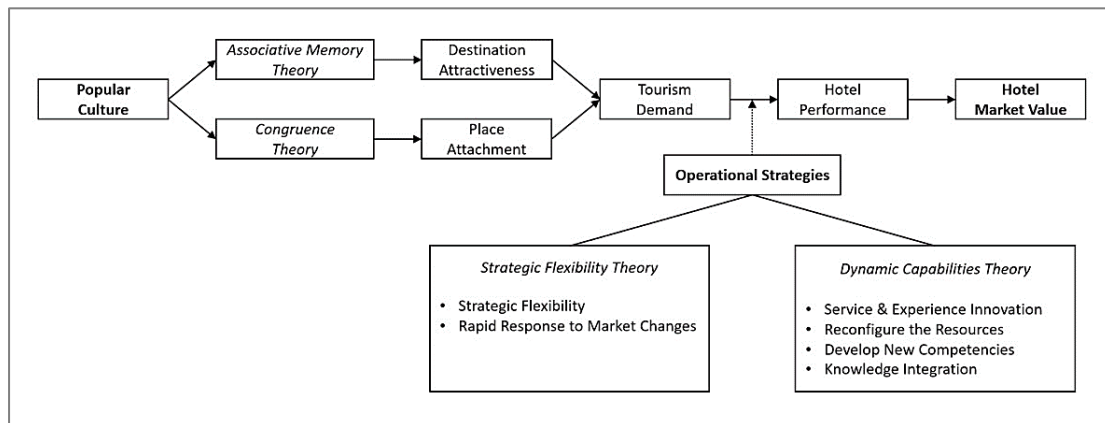 Popular
Culture
Associative Memory
Theory
Destination
Attractiveness
Congruence
Theory
Place
Attachment
Tourism
Demand
Hotel
Performance
Hotel
Market Value
Operational Strategies
Strategic Flexibility Theory
• Strategic Flexibility
• Rapid Response to Market Changes
Dynamic Capabilities Theory
• Service & Experience Innovation
• Reconfigure the Resources
• Develop New Competencies
• Knowledge Integration